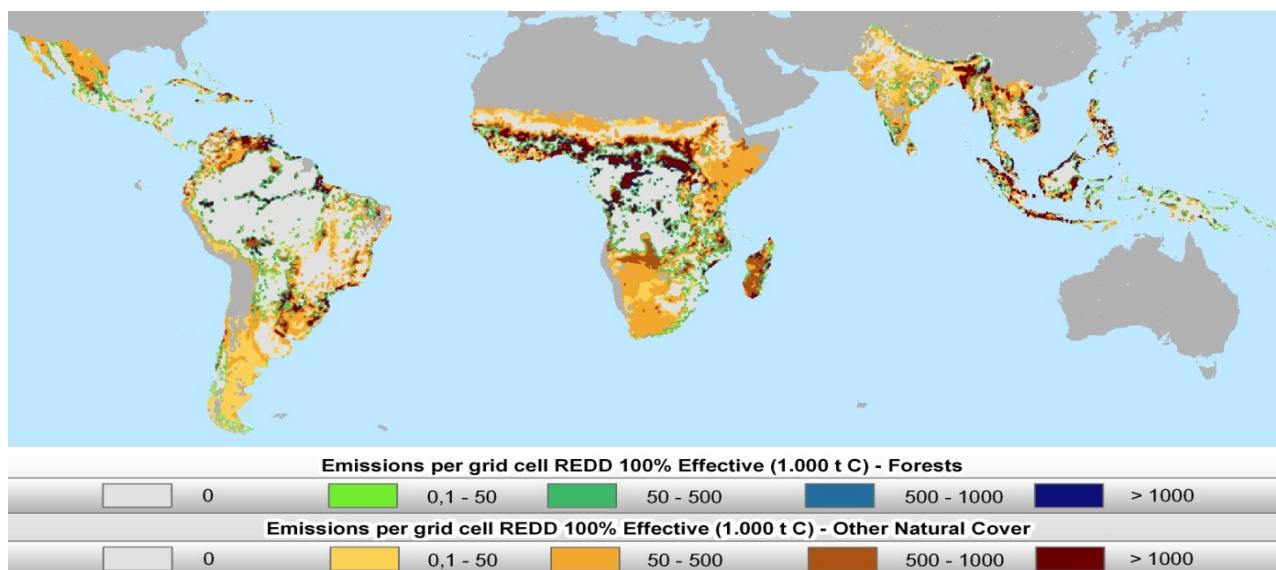 Emissions per grid cell REDD 100% Effective (1.000 t C) - Forests
0 0,1 - 50 50 - 500 500 - 1000 > 1000
Emissions per grid cell REDD 100% Effective (1.000 t C) - Other Natural Cover
0 0,1 - 50 50 - 500 500 - 1000 > 1000